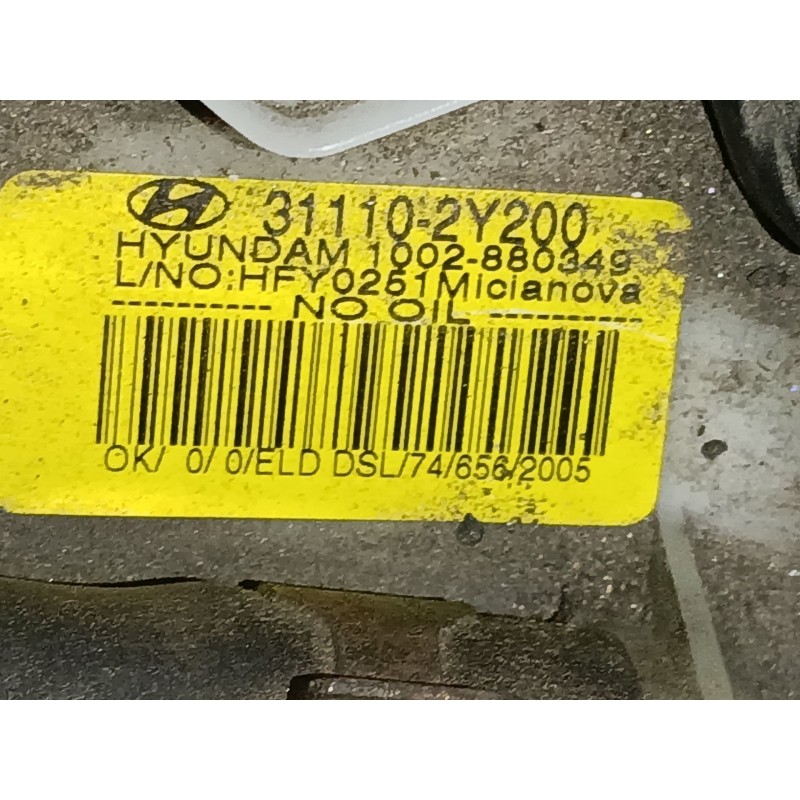 31110-2Y200
HYUNDAM 1002-880349
L/NO:HFY0251Micianova
---------- NO OIL ----------
OK/ 0/ 0/ELD DSL/74/656/2005